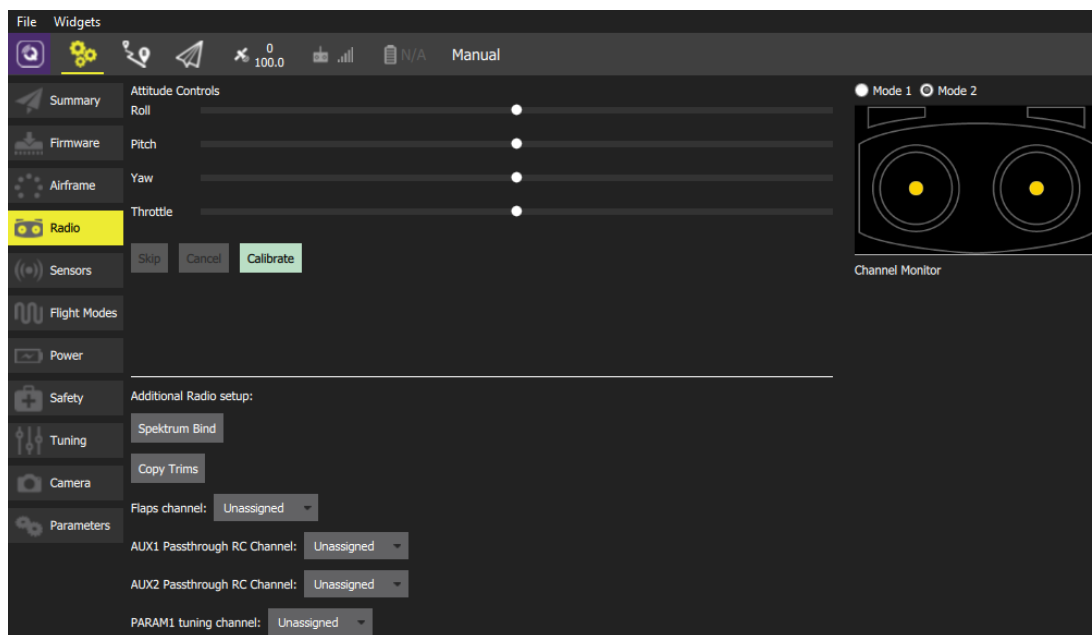 File Widgets
0
100.0
N/A
Manual
Summary
Firmware
Airframe
Radio
Sensors
Flight Modes
Power
Safety
Tuning
Camera
Parameters
Attitude Controls
Roll
Pitch
Yaw
Throttle
Skip Cancel Calibrate
Additional Radio setup:
Spektrum Bind
Copy Trims
Flaps channel: Unassigned
AUX1 Passthrough RC Channel: Unassigned
AUX2 Passthrough RC Channel: Unassigned
PARAM1 tuning channel: Unassigned
Mode 1 Mode 2
Channel Monitor